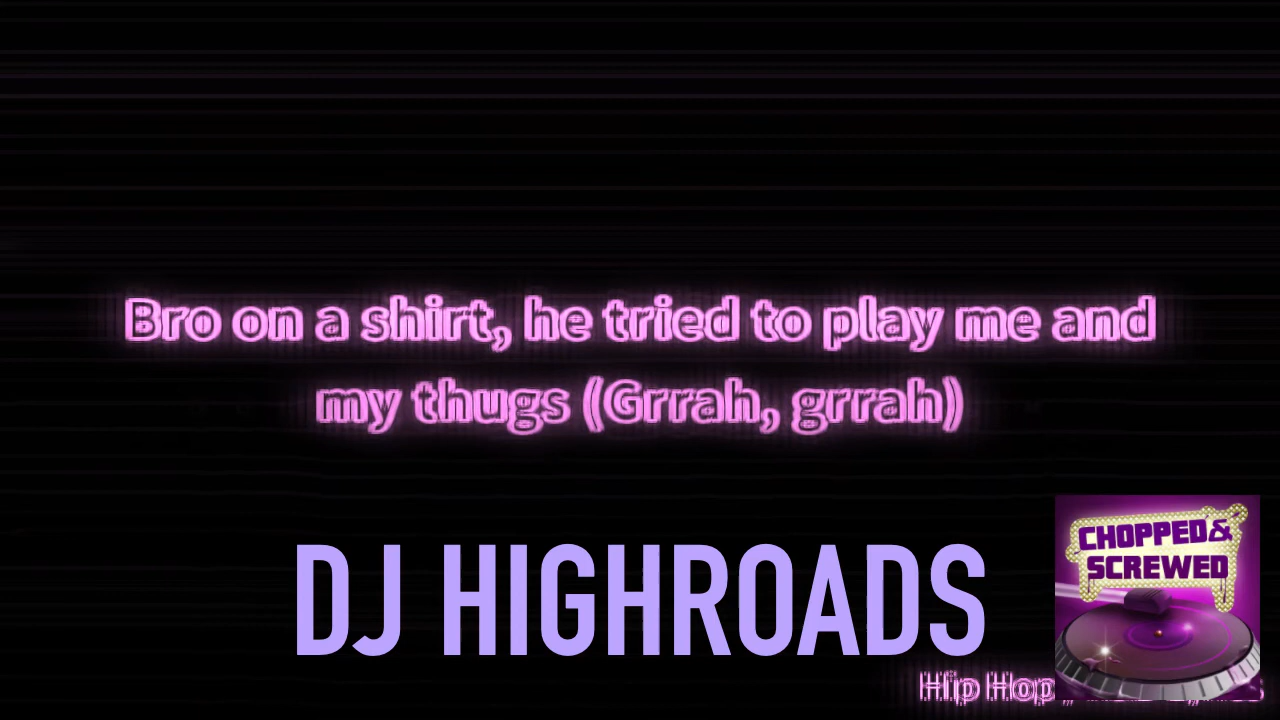 Bro on a shirt, he tried to play me and
my thugs (Grrah, grrah)
CHOPPED&
SCREWED
DJ HIGHROADS
Hip Hop